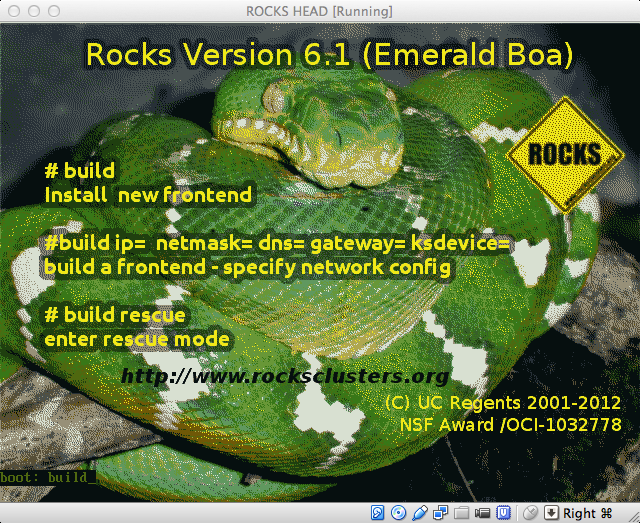 ROCKS HEAD [Running]
Rocks Version 6.1 (Emerald Boa)
ROCKS
# build
Install new frontend
#build ip= netmask= dns= gateway= ksdevice=
build a frontend - specify network config
# build rescue
enter rescue mode
http://www.rocksclusters.org
(C) UC Regents 2001-2012
NSF Award /OCI-1032778
boot: build_
Right ⌘